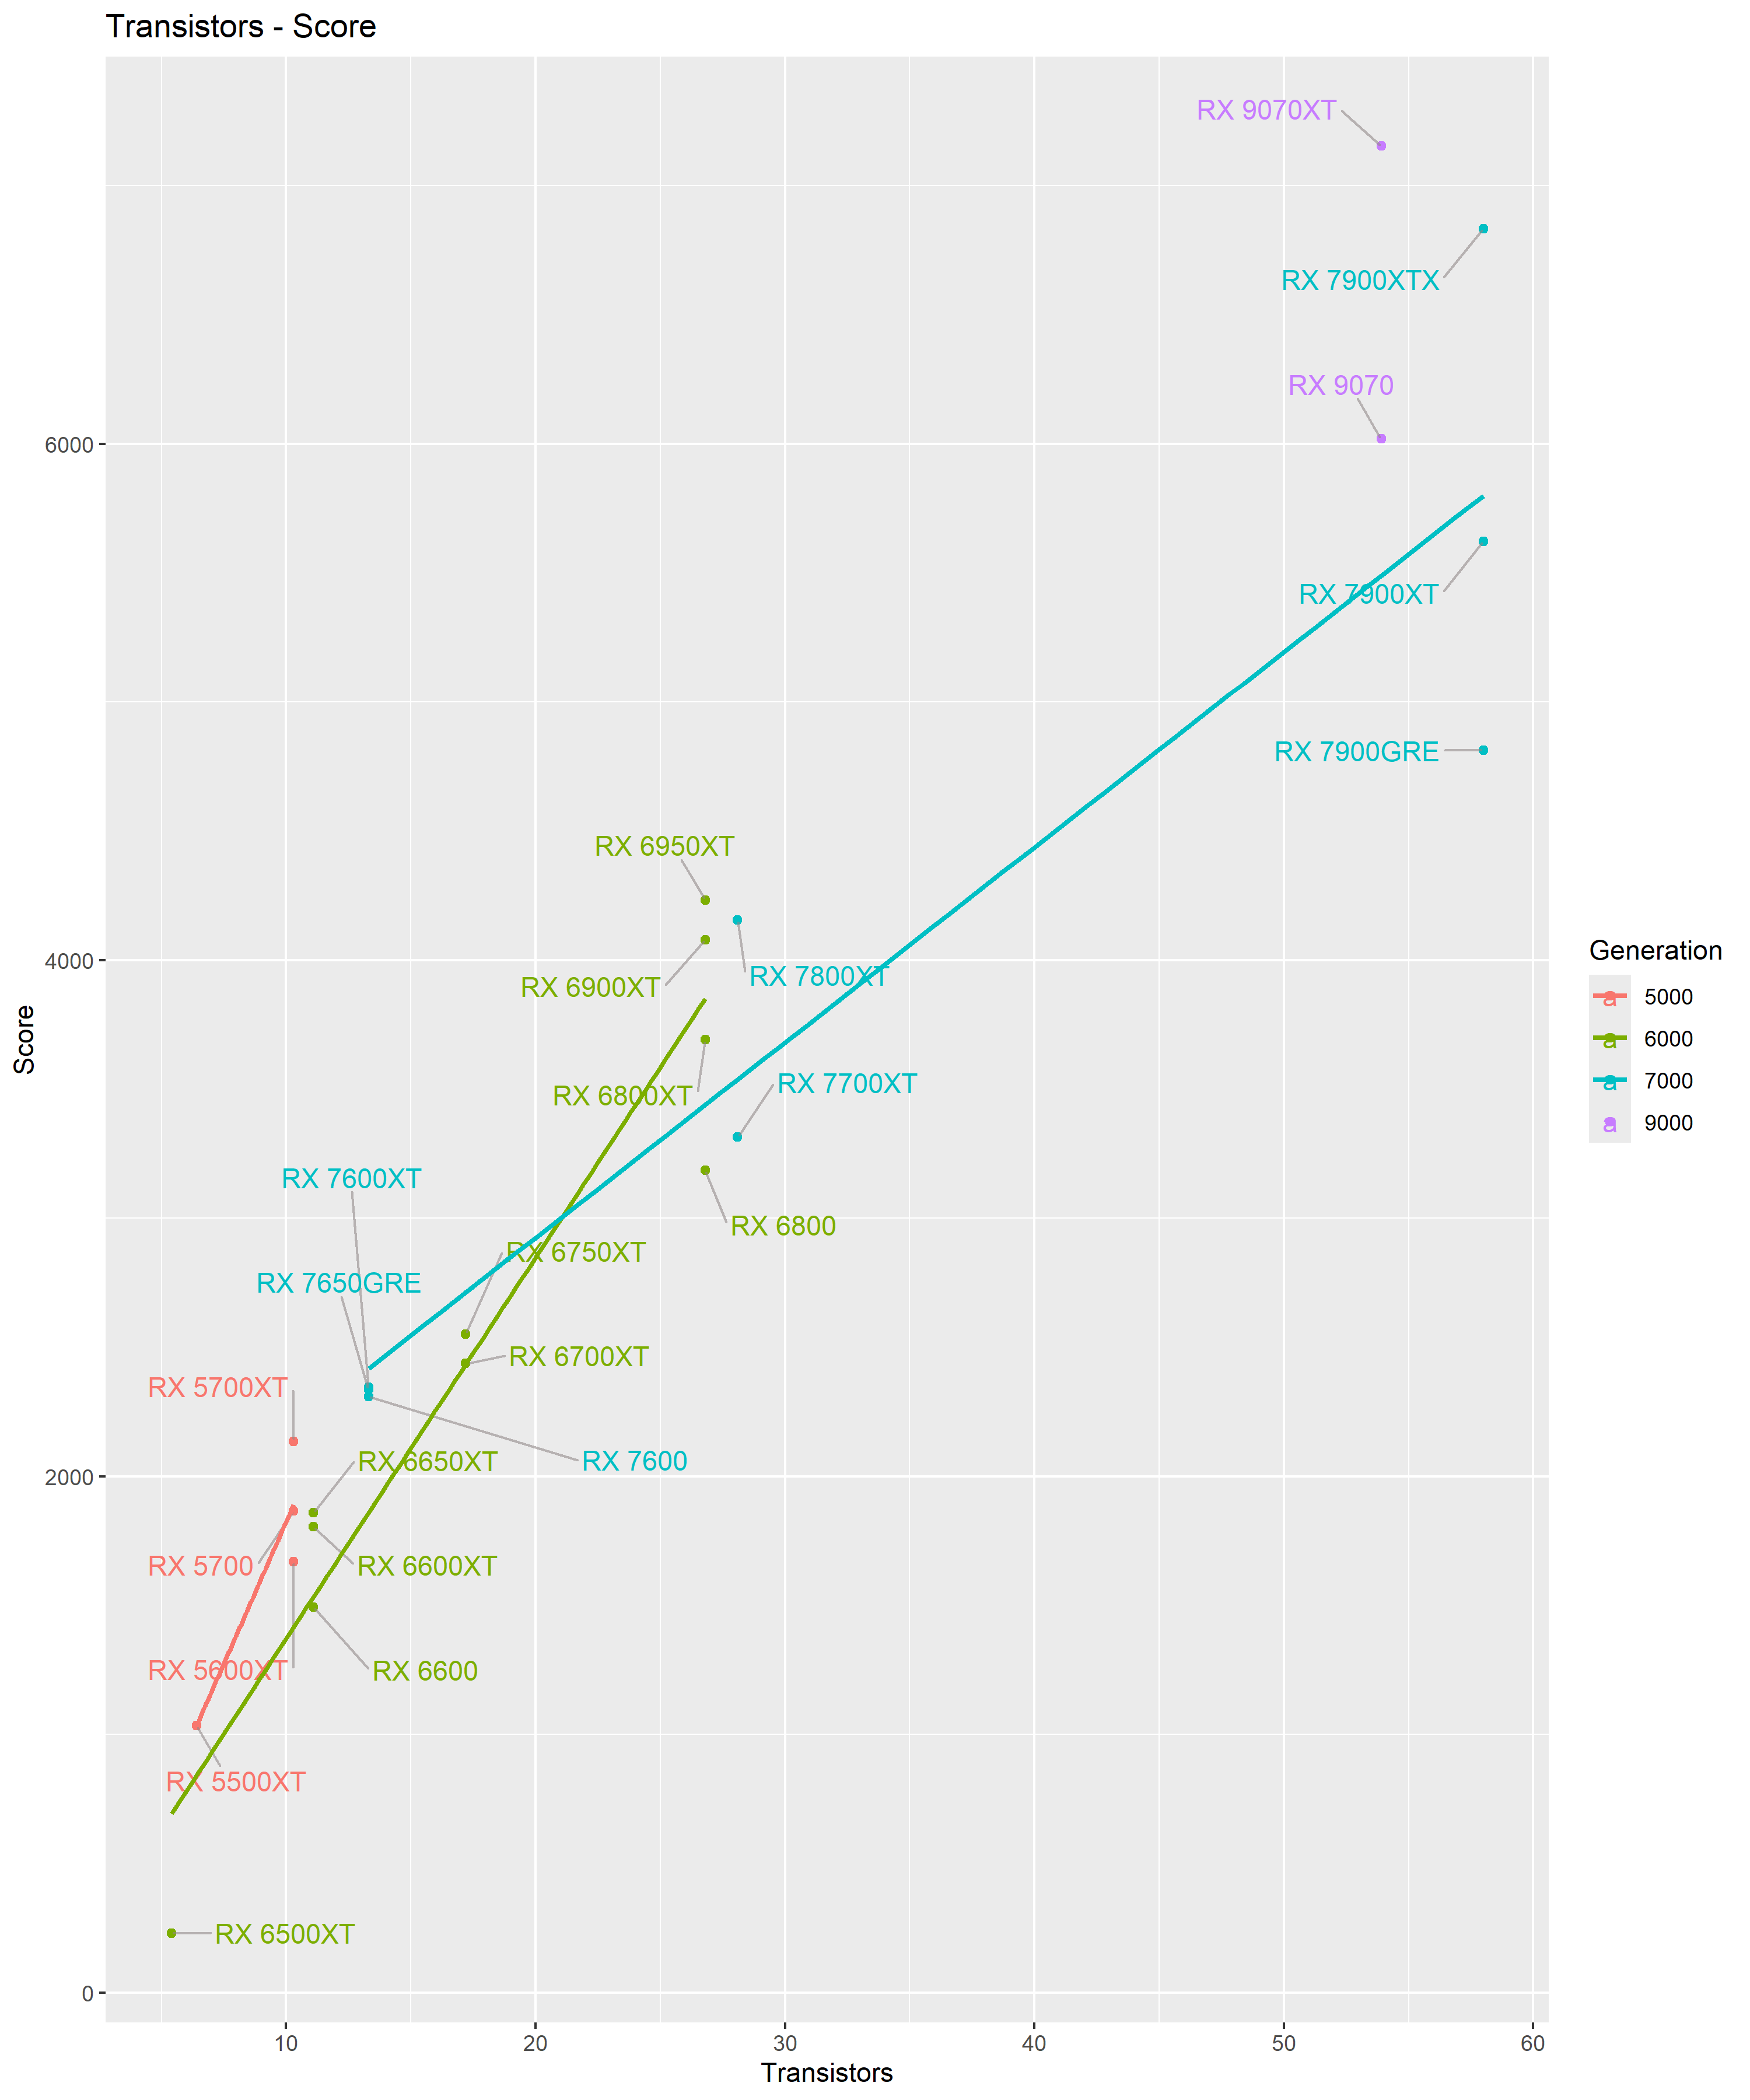 Transistors - Score
RX 9070XT
RX 7900XTX
RX 9070
6000
RX 7900XT
RX 7900GRE
RX 6950XT
4000
RX 7800XT
RX 6900XT
Score
Generation
5000
6000
7000
9000
RX 7700XT
RX 6800XT
RX 7600XT
RX 6800
RX 6750XT
RX 7650GRE
RX 6700XT
RX 5700XT
RX 6650XT
RX 7600
2000
RX 5700
RX 6600XT
RX 5600XT
RX 6600
RX 5500XT
RX 6500XT
0
10 20 30 40 50 60
Transistors